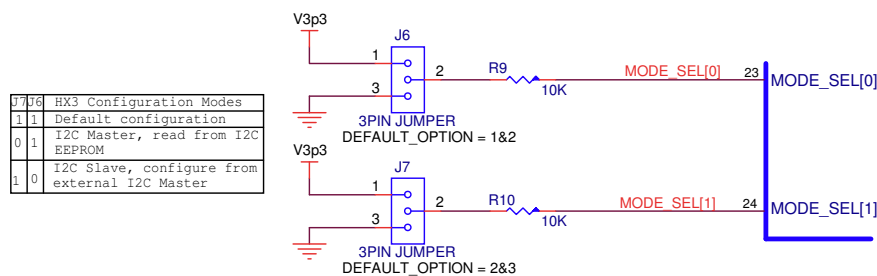 J7 J6 HX3 Configuration Modes
1 1 Default configuration
0 1 I2C Master, read from I2C
EEPROM
1 0 I2C Slave, configure from
external I2C Master
V3p3
J6
1
2
3
R9
10K
MODE_SEL[0]
23
MODE_SEL[0]
3PIN JUMPER
DEFAULT_OPTION = 1&2
V3p3
J7
1
2
3
R10
10K
MODE_SEL[1]
24
MODE_SEL[1]
3PIN JUMPER
DEFAULT_OPTION = 2&3